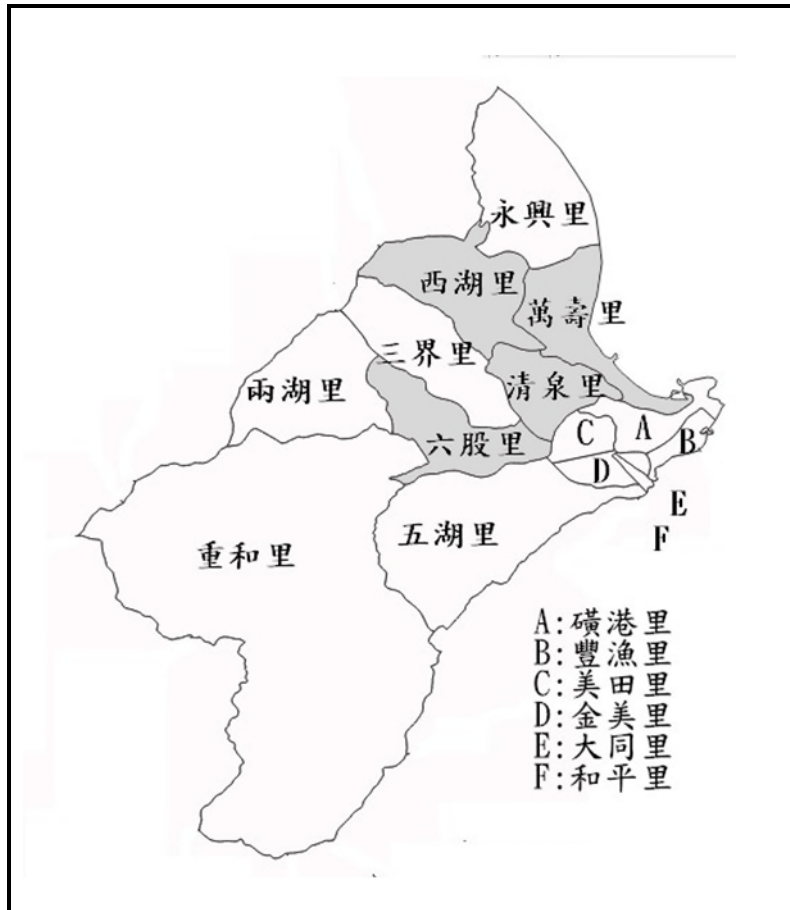 永興里
西湖里
萬壽里
三界里
清泉里
兩湖里
六股里
C
A
B
D
E
F
五湖里
重和里
A:磺港里
B:豐漁里
C:美田里
D:金美里
E:大同里
F:和平里